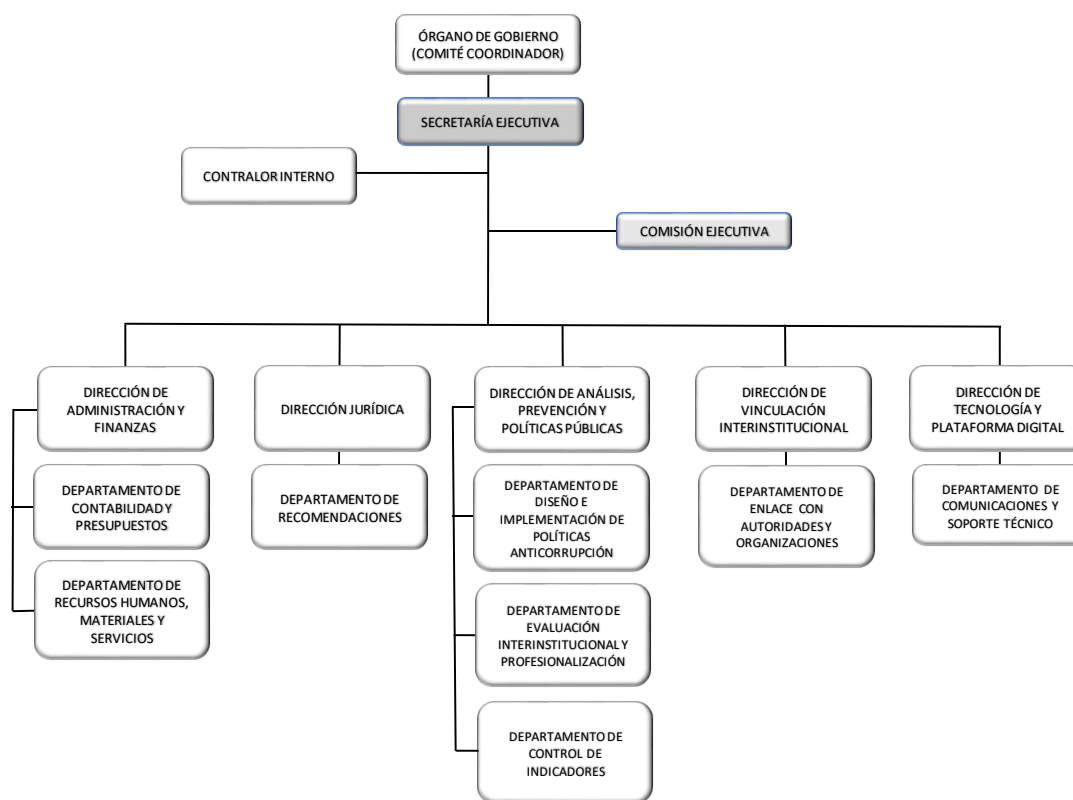 ÓRGANO DE GOBIERNO
(COMITÉ COORDINADOR)
SECRETARÍA EJECUTIVA
CONTRALOR INTERNO
COMISIÓN EJECUTIVA
DIRECCIÓN DE
ADMINISTRACIÓN Y
FINANZAS
DIRECCIÓN JURÍDICA
DIRECCIÓN DE ANÁLISIS,
PREVENCIÓN Y
POLÍTICAS PÚBLICAS
DIRECCIÓN DE
VINCULACIÓN
INTERINSTITUCIONAL
DIRECCIÓN DE
TECNOLOGÍA Y
PLATAFORMA DIGITAL
DEPARTAMENTO DE
CONTABILIDAD Y
PRESUPUESTOS
DEPARTAMENTO DE
RECOMENDACIONES
DEPARTAMENTO DE
DISEÑO E
IMPLEMENTACIÓN DE
POLÍTICAS
ANTICORRUPCIÓN
DEPARTAMENTO DE
ENLACE CON
AUTORIDADES Y
ORGANIZACIONES
DEPARTAMENTO DE
COMUNICACIONES Y
SOPORTE TÉCNICO
DEPARTAMENTO DE
RECURSOS HUMANOS,
MATERIALES Y
SERVICIOS
DEPARTAMENTO DE
EVALUACIÓN
INTERINSTITUCIONAL Y
PROFESIONALIZACIÓN
DEPARTAMENTO DE
CONTROL DE
INDICADORES